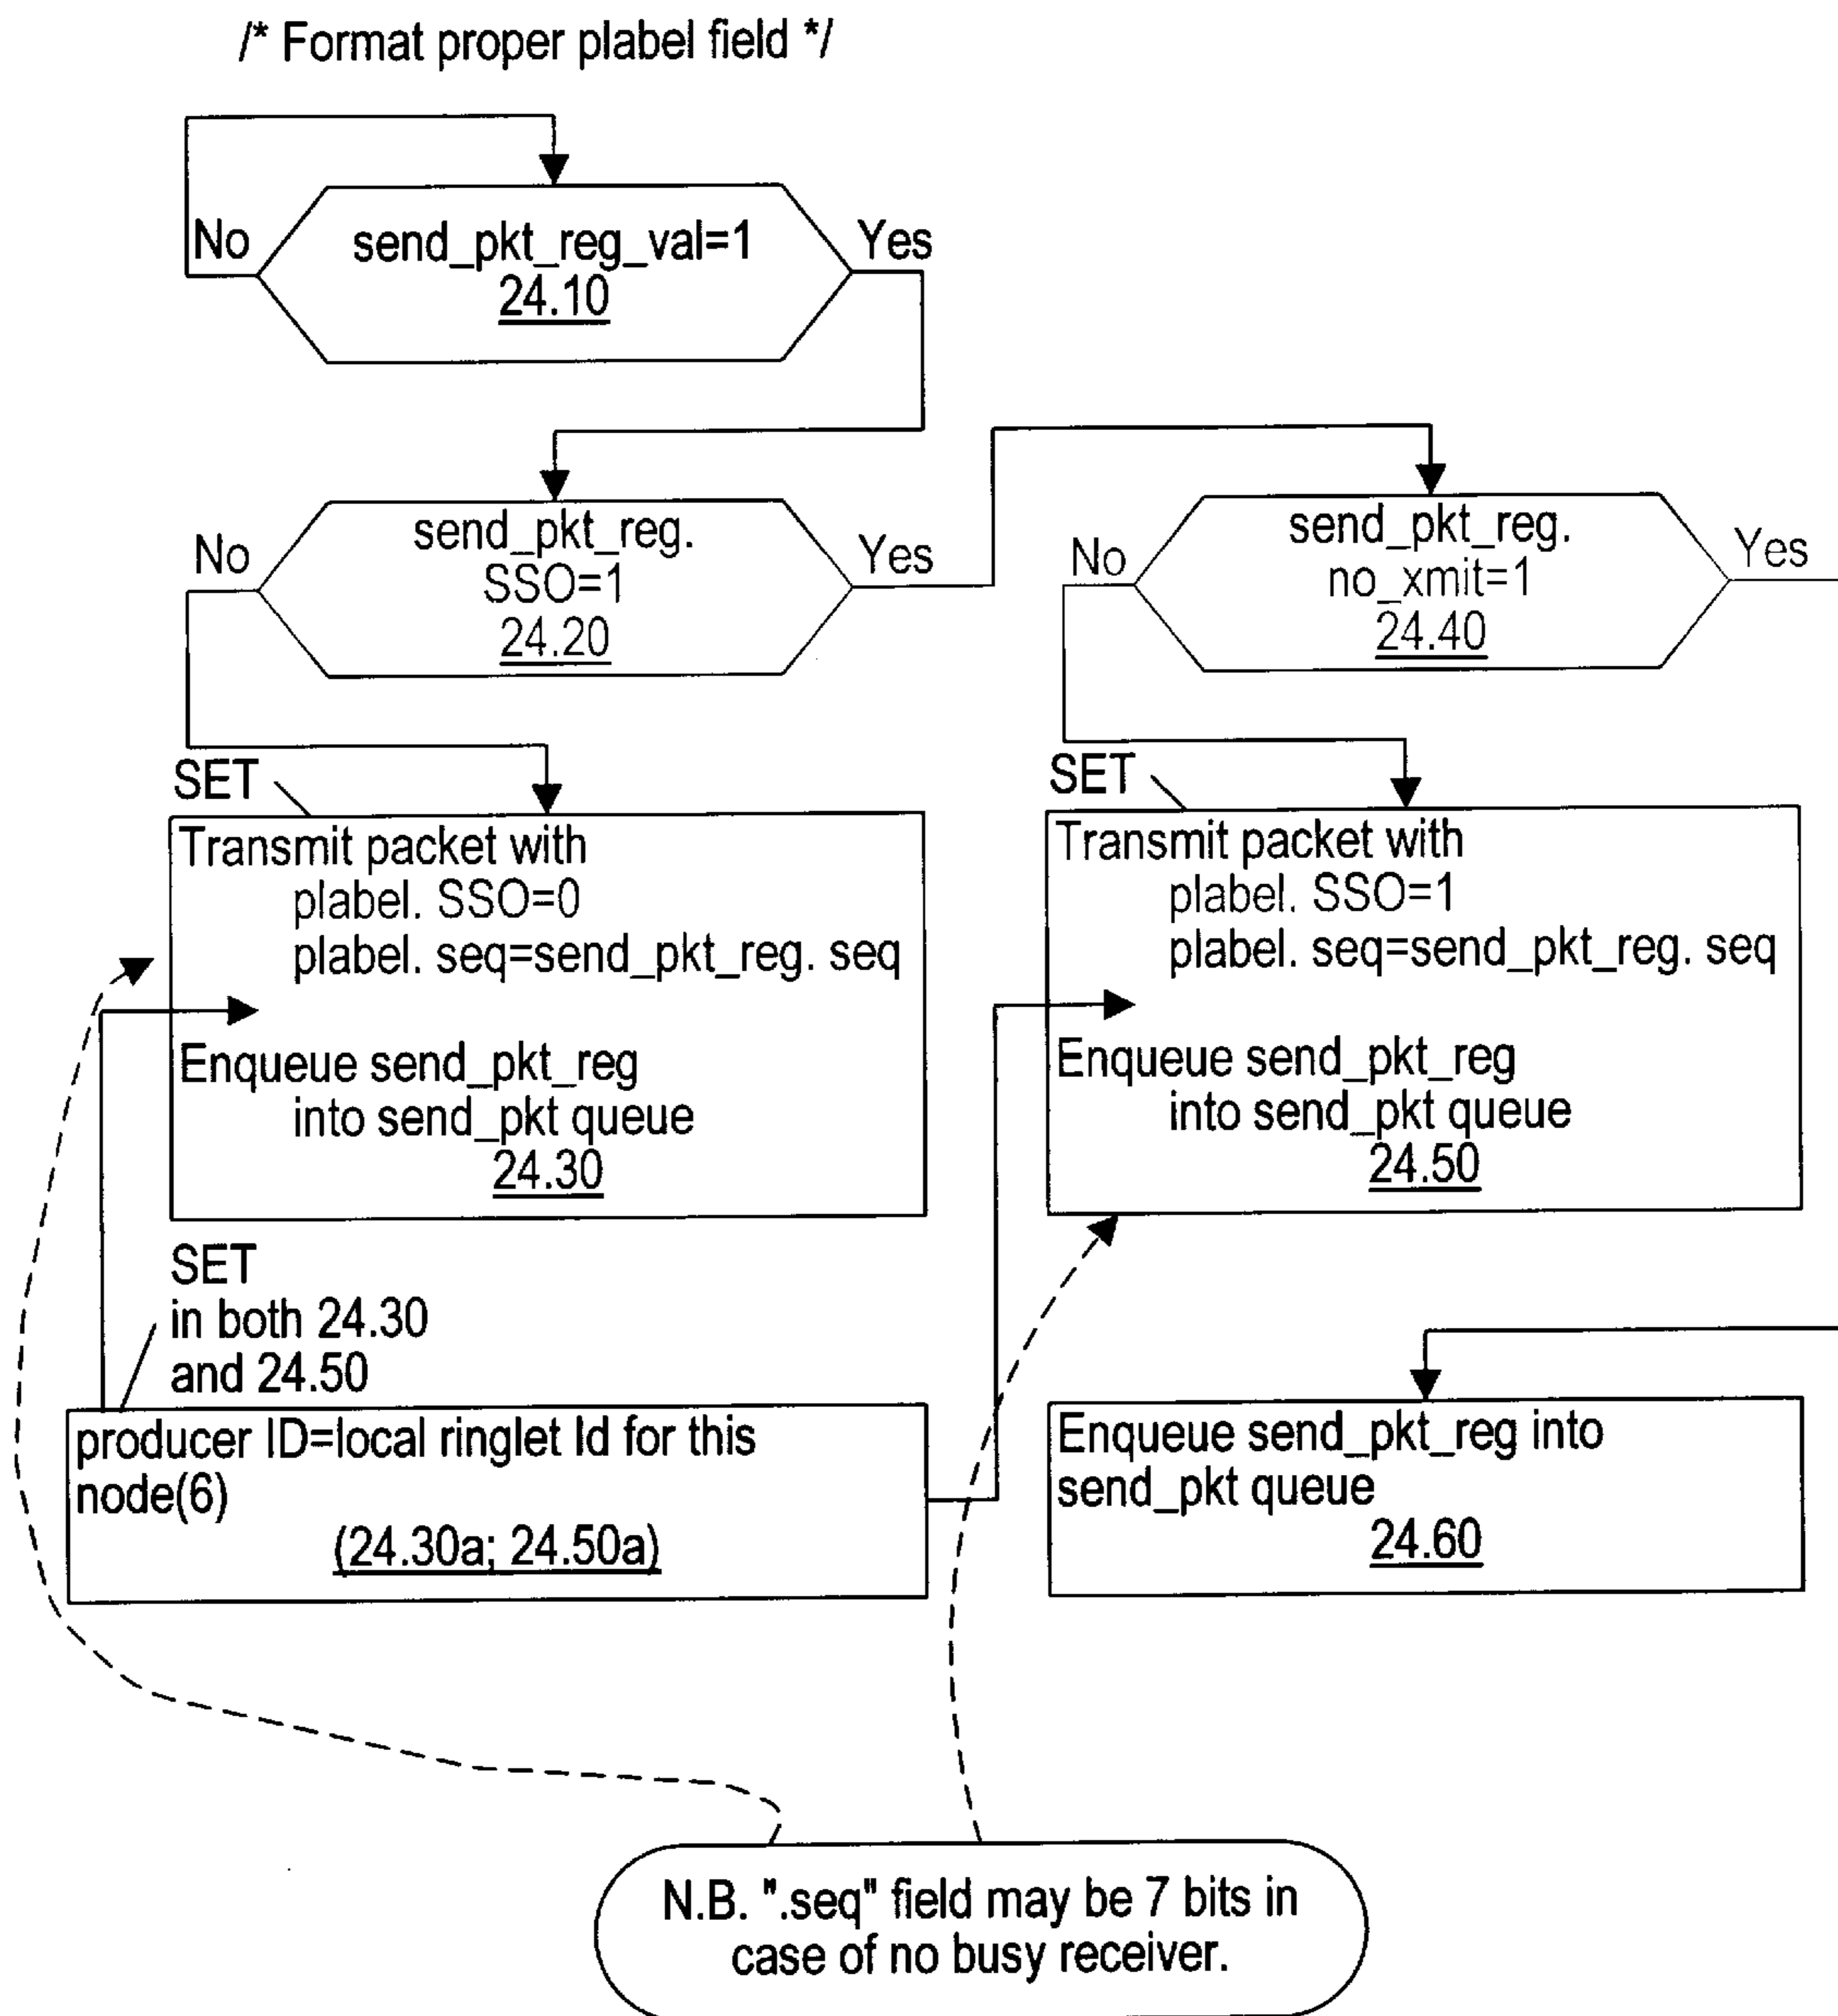 /* Format proper plabel field */
No
send_pkt_reg_val=1
24.10
Yes
No
send_pkt_reg.
SSO=1
24.20
Yes
No
send_pkt_reg.
no_xmit=1
24.40
Yes
SET
Transmit packet with
plabel. SSO=0
plabel. seq=send_pkt_reg. seq
Enqueue send_pkt_reg
into send_pkt queue
24.30
SET
Transmit packet with
plabel. SSO=1
plabel. seq=send_pkt_reg. seq
Enqueue send_pkt_reg
into send_pkt queue
24.50
SET
in both 24.30
and 24.50
producer ID=local ringlet Id for this
node(6)
(24.30a; 24.50a)
Enqueue send_pkt_reg into
send_pkt queue
24.60
N.B. ".seq" field may be 7 bits in
case of no busy receiver.